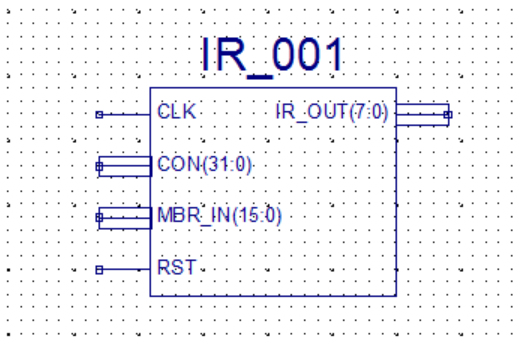 IR_001
CLK IR_OUT(7:0)
CON(31:0)
MBR_IN(15:0)
RST